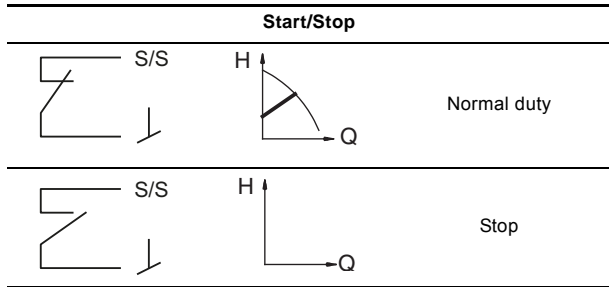 Start/Stop
S/S
H
Q
Normal duty
S/S
H
Q
Stop